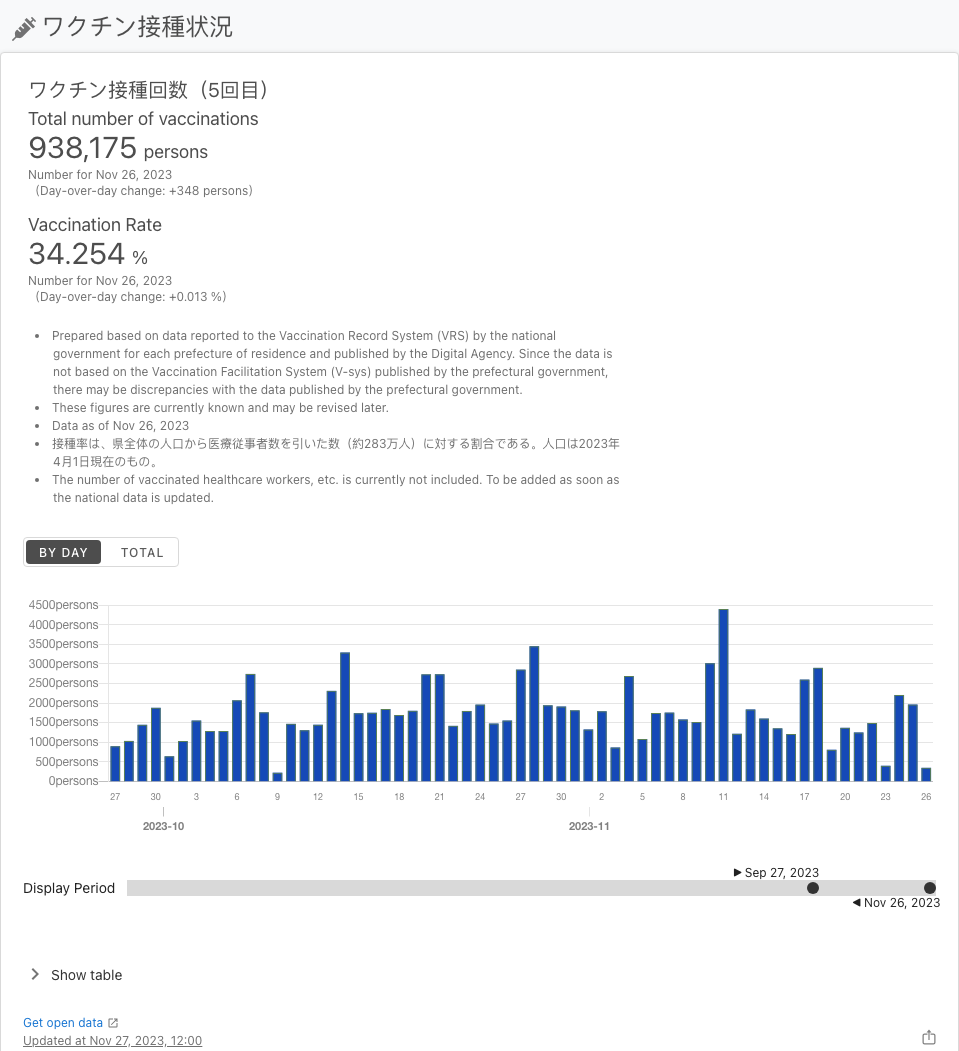 ワクチン接種状況
ワクチン接種回数（5回目）
Total number of vaccinations
938,175 persons
Number for Nov 26, 2023
（Day-over-day change: +348 persons）
Vaccination Rate
34.254 %
Number for Nov 26, 2023
（Day-over-day change: +0.013 %）
• Prepared based on data reported to the Vaccination Record System (VRS) by the national
government for each prefecture of residence and published by the Digital Agency. Since the data is
not based on the Vaccination Facilitation System (V-sys) published by the prefectural government,
there may be discrepancies with the data published by the prefectural government.
• These figures are currently known and may be revised later.
• Data as of Nov 26, 2023
• 接種率は、県全体の人口から医療従事者数を引いた数（約283万人）に対する割合である。人口は2023年
4月1日現在のもの。
• The number of vaccinated healthcare workers, etc. is currently not included. To be added as soon as
the national data is updated.
BY DAY TOTAL
4500persons
4000persons
3500persons
3000persons
2500persons
2000persons
1500persons
1000persons
500persons
0persons
27 30 3 6 9 12 15 18 21 24 27 30 2 5 8 11 14 17 20 23 26
2023-10 2023-11
Sep 27, 2023
Display Period
Nov 26, 2023
Show table
Get open data
Updated at Nov 27, 2023, 12:00